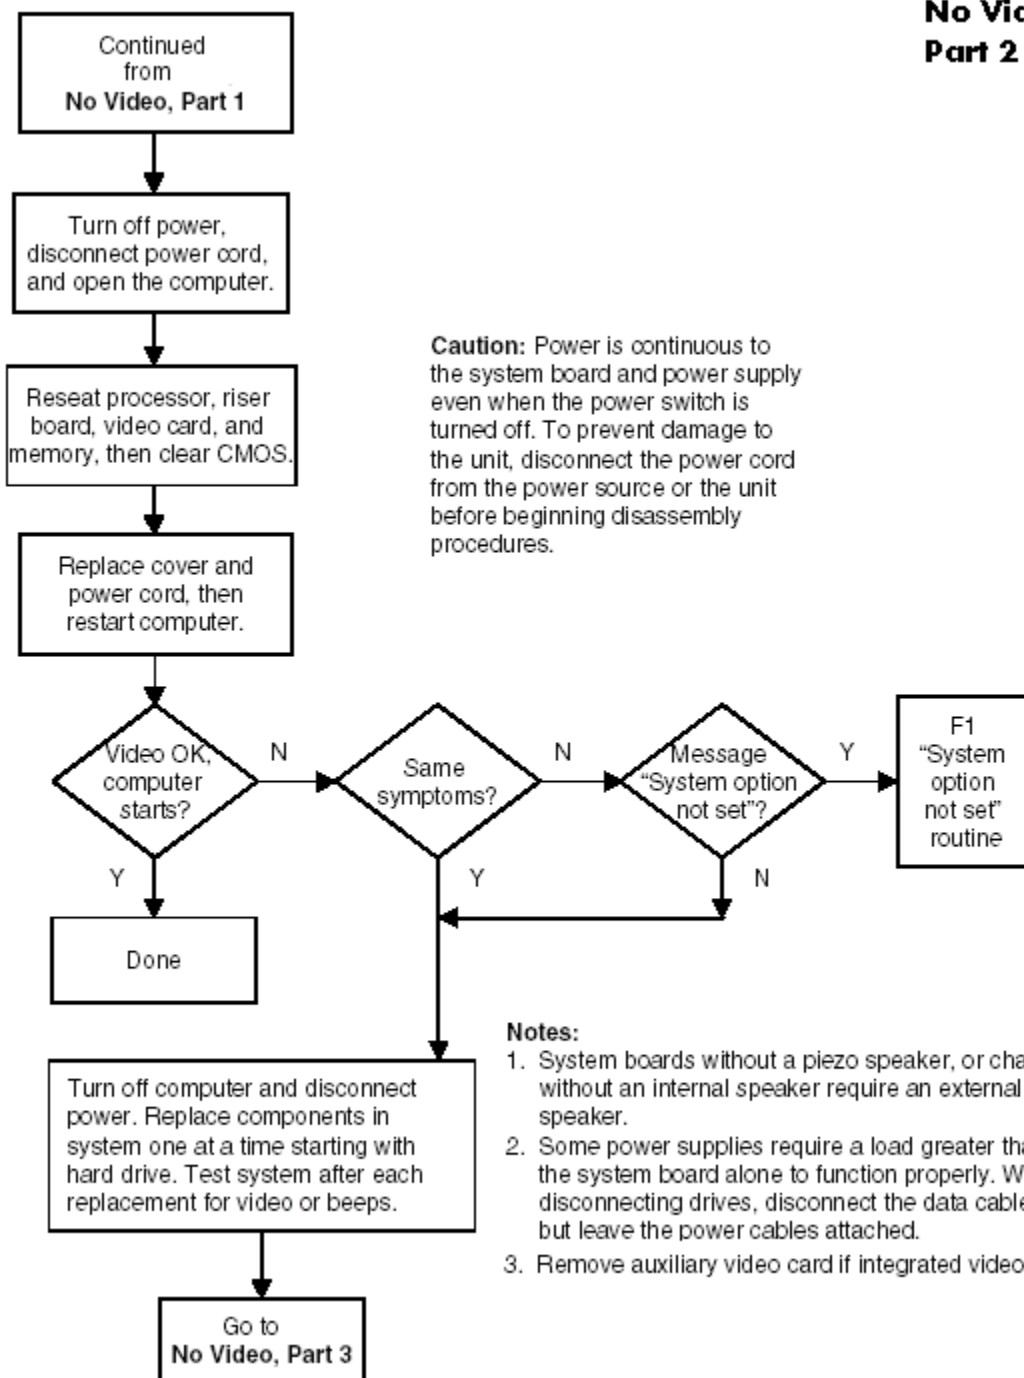 No Vid
Part 2
Continued
from
No Video, Part 1
Turn off power,
disconnect power cord,
and open the computer.
Reseat processor, riser
board, video card, and
memory, then clear CMOS.
Caution: Power is continuous to
the system board and power supply
even when the power switch is
turned off. To prevent damage to
the unit, disconnect the power cord
from the power source or the unit
before beginning disassembly
procedures.
Replace cover and
power cord, then
restart computer.
Video OK,
computer
starts?
N
Same
symptoms?
N
Message
“System option
not set”?
Y
F1
“System
option
not set”
routine
Y
Y
N
Done
Turn off computer and disconnect
power. Replace components in
system one at a time starting with
hard drive. Test system after each
replacement for video or beeps.
Notes:
1. System boards without a piezo speaker, or cha
without an internal speaker require an external
speaker.
2. Some power supplies require a load greater tha
the system board alone to function properly. W
disconnecting drives, disconnect the data cable
but leave the power cables attached.
3. Remove auxiliary video card if integrated video
Go to
No Video, Part 3